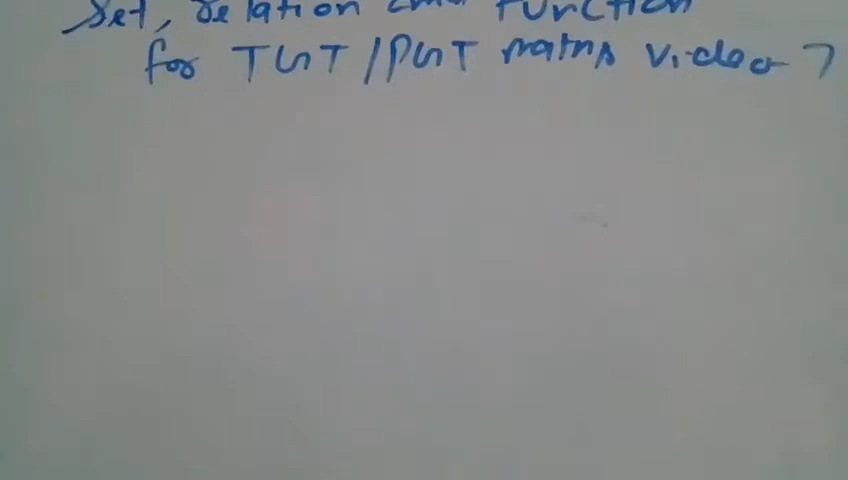 Set, relation and function
for TGT/PGT maths video 7